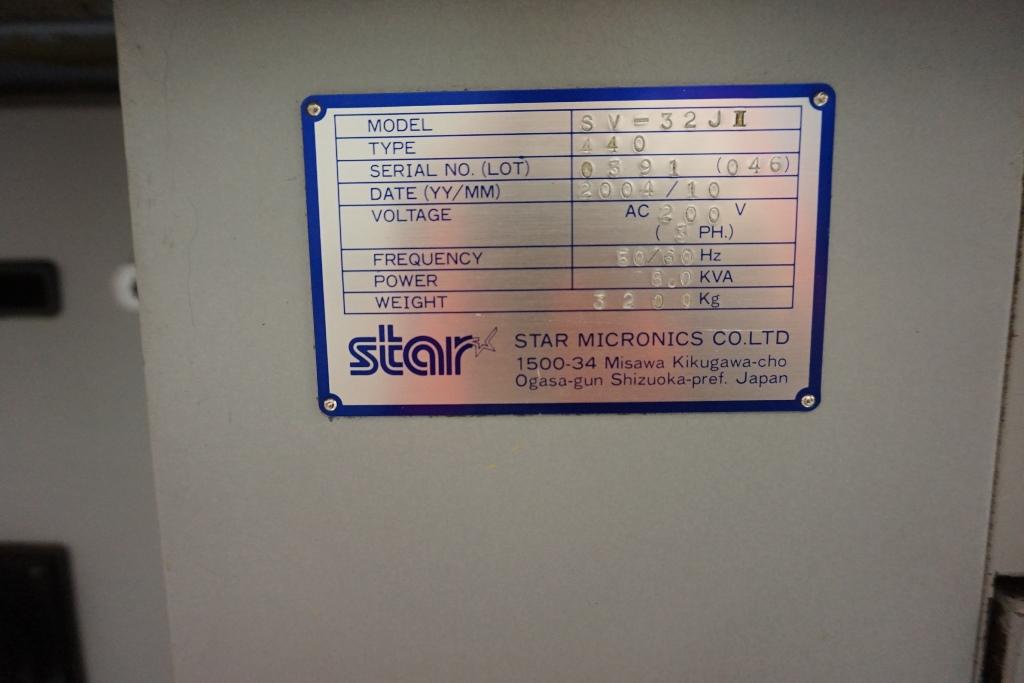 MODEL SV-32J II
TYPE 440
SERIAL NO. (LOT) 0391 (046)
DATE (YY/MM) 2004/10
VOLTAGE AC 200 V
( PH.)
FREQUENCY 50/60 Hz
POWER KVA
WEIGHT 3200 Kg
star
STAR MICRONICS CO.LTD
1500-34 Misawa Kikugawa-cho
Ogasa-gun Shizuoka-pref. Japan